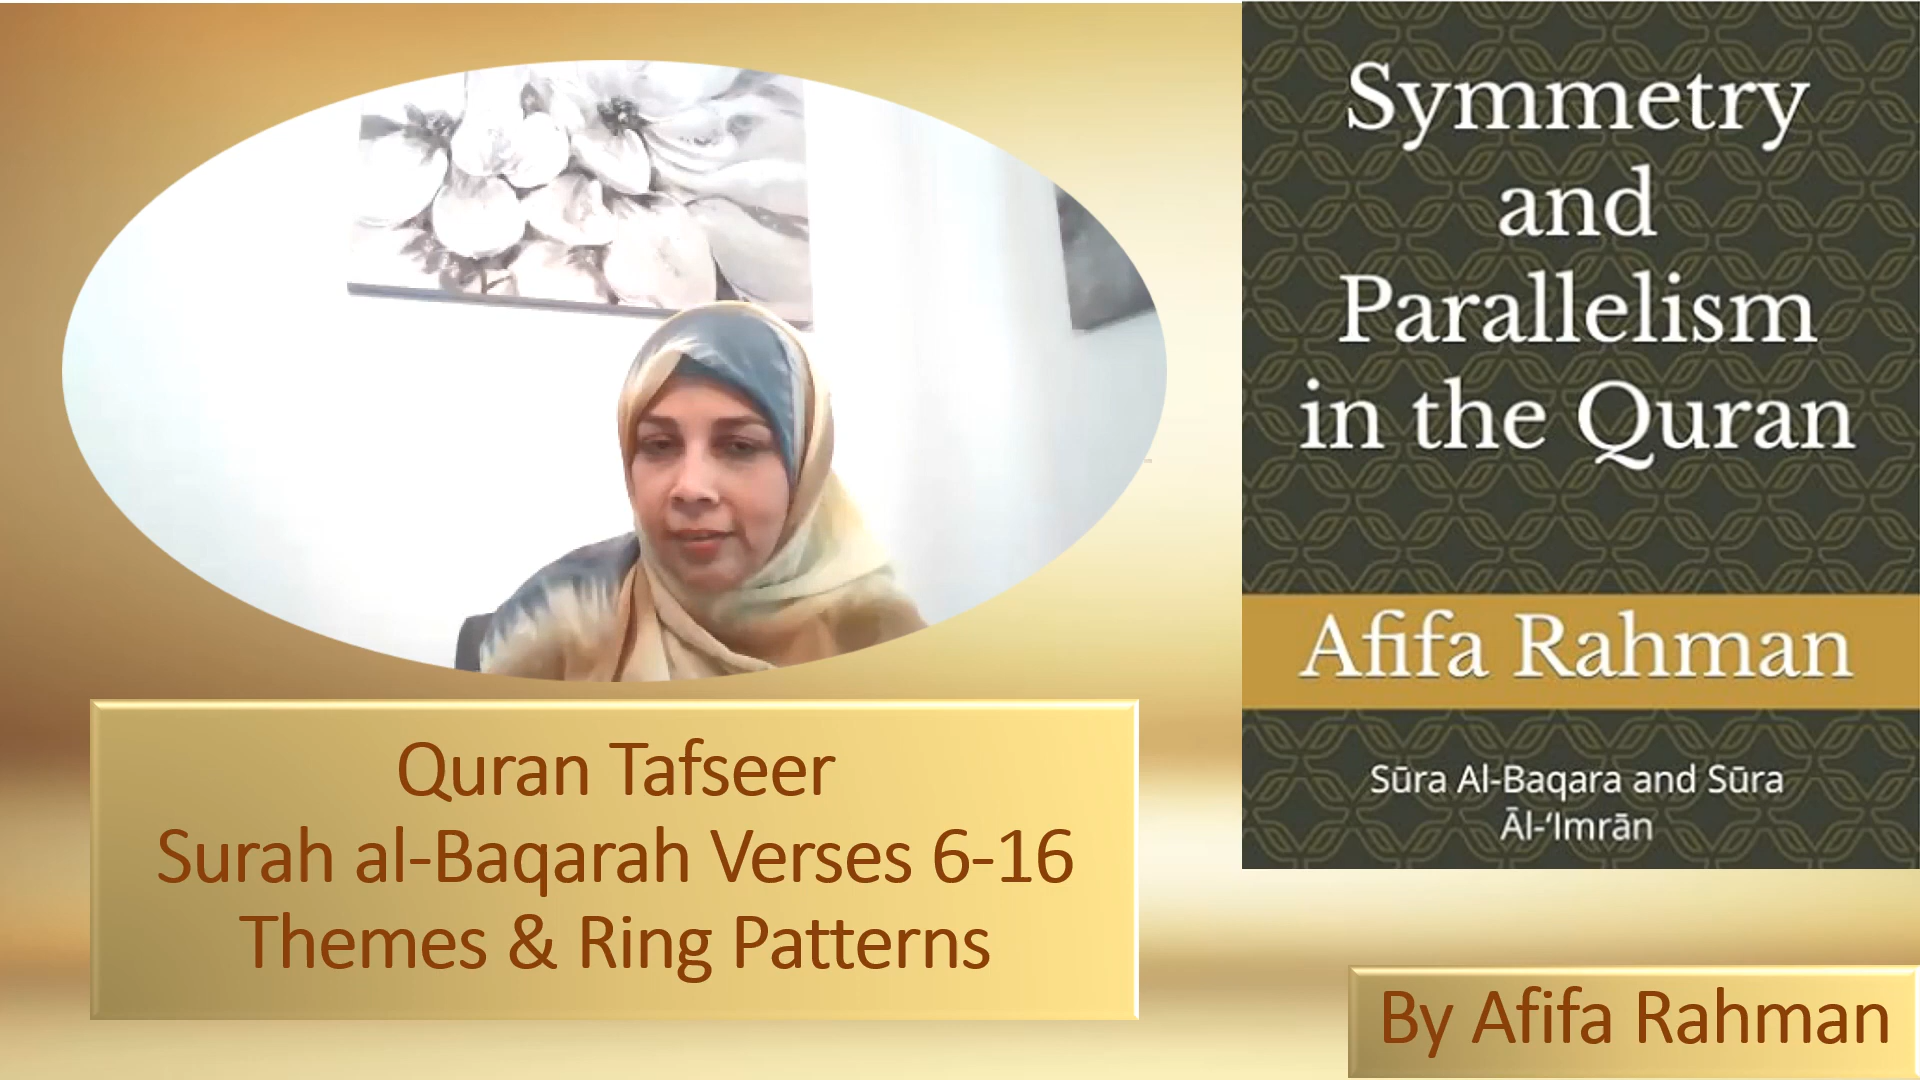 Symmetry
and
Parallelism
in the Quran
Afifa Rahman
Sūra Al-Baqara and Sūra
Āl-ʻImrān
Quran Tafseer
Surah al-Baqarah Verses 6-16
Themes & Ring Patterns
By Afifa Rahman